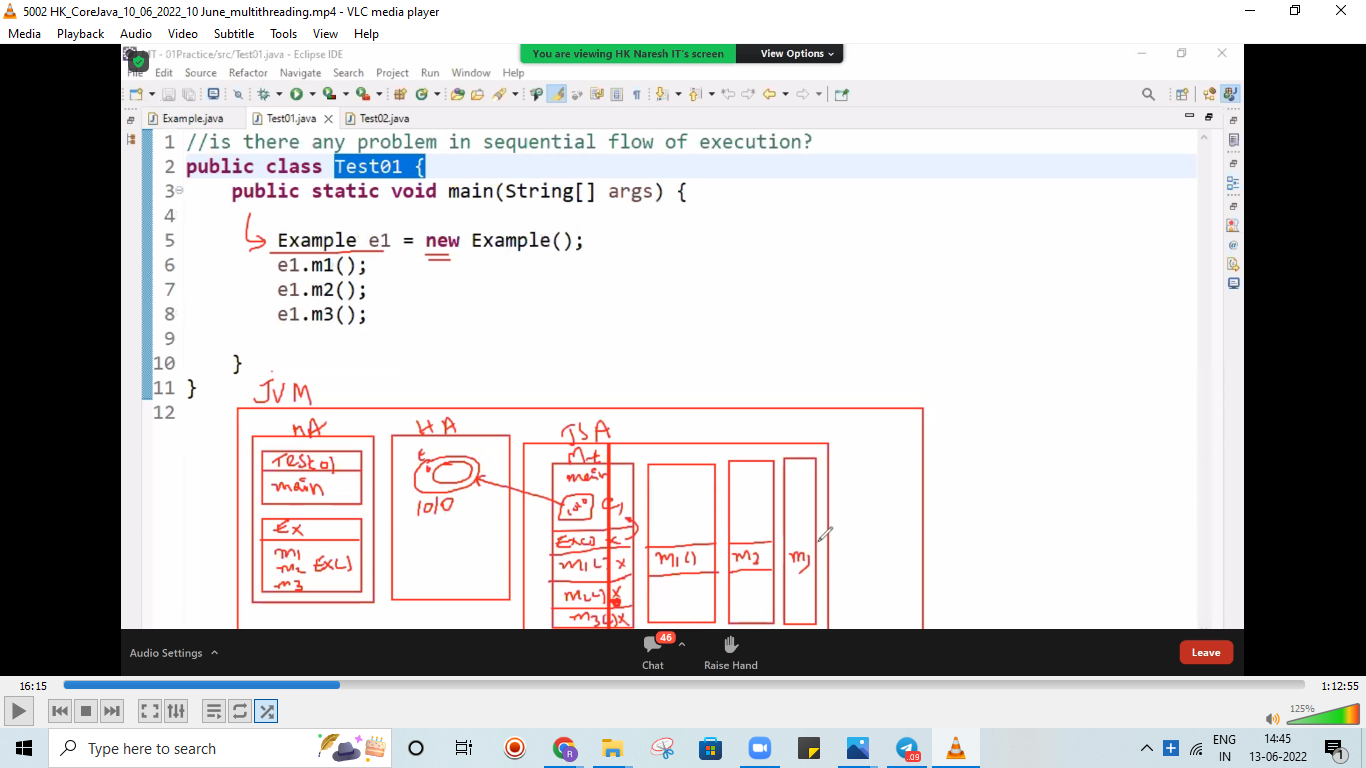 5002 HK_CoreJava_10_06_2022_10 June_multithreading.mp4 - VLC media player
Media Playback Audio Video Subtitle Tools View Help
IT - 01Practice/src/Test01.java - Eclipse IDE
You are viewing HK Naresh IT's screen View Options
File Edit Source Refactor Navigate Search Project Run Window Help
Example.java Test01.java Test02.java
1 //is there any problem in sequential flow of execution?
2 public class Test01 {
3 public static void main(String[] args) {
4
5 Example e1 = new Example();
6 e1.m1();
7 e1.m2();
8 e1.m3();
9
10 }
11 }
12
JVM
MA HA JSA
Test01
main
Mt
main
1010
e1
1010
Ex
m1
m2 Ex()
m3
Ex() x
m1() x
m2() x
m3() x
m1() m2 m3
Audio Settings
46
Chat Raise Hand
Leave
16:15 1:12:55
125%
Type here to search
R
.09
ENG
IN
14:45
13-06-2022
1